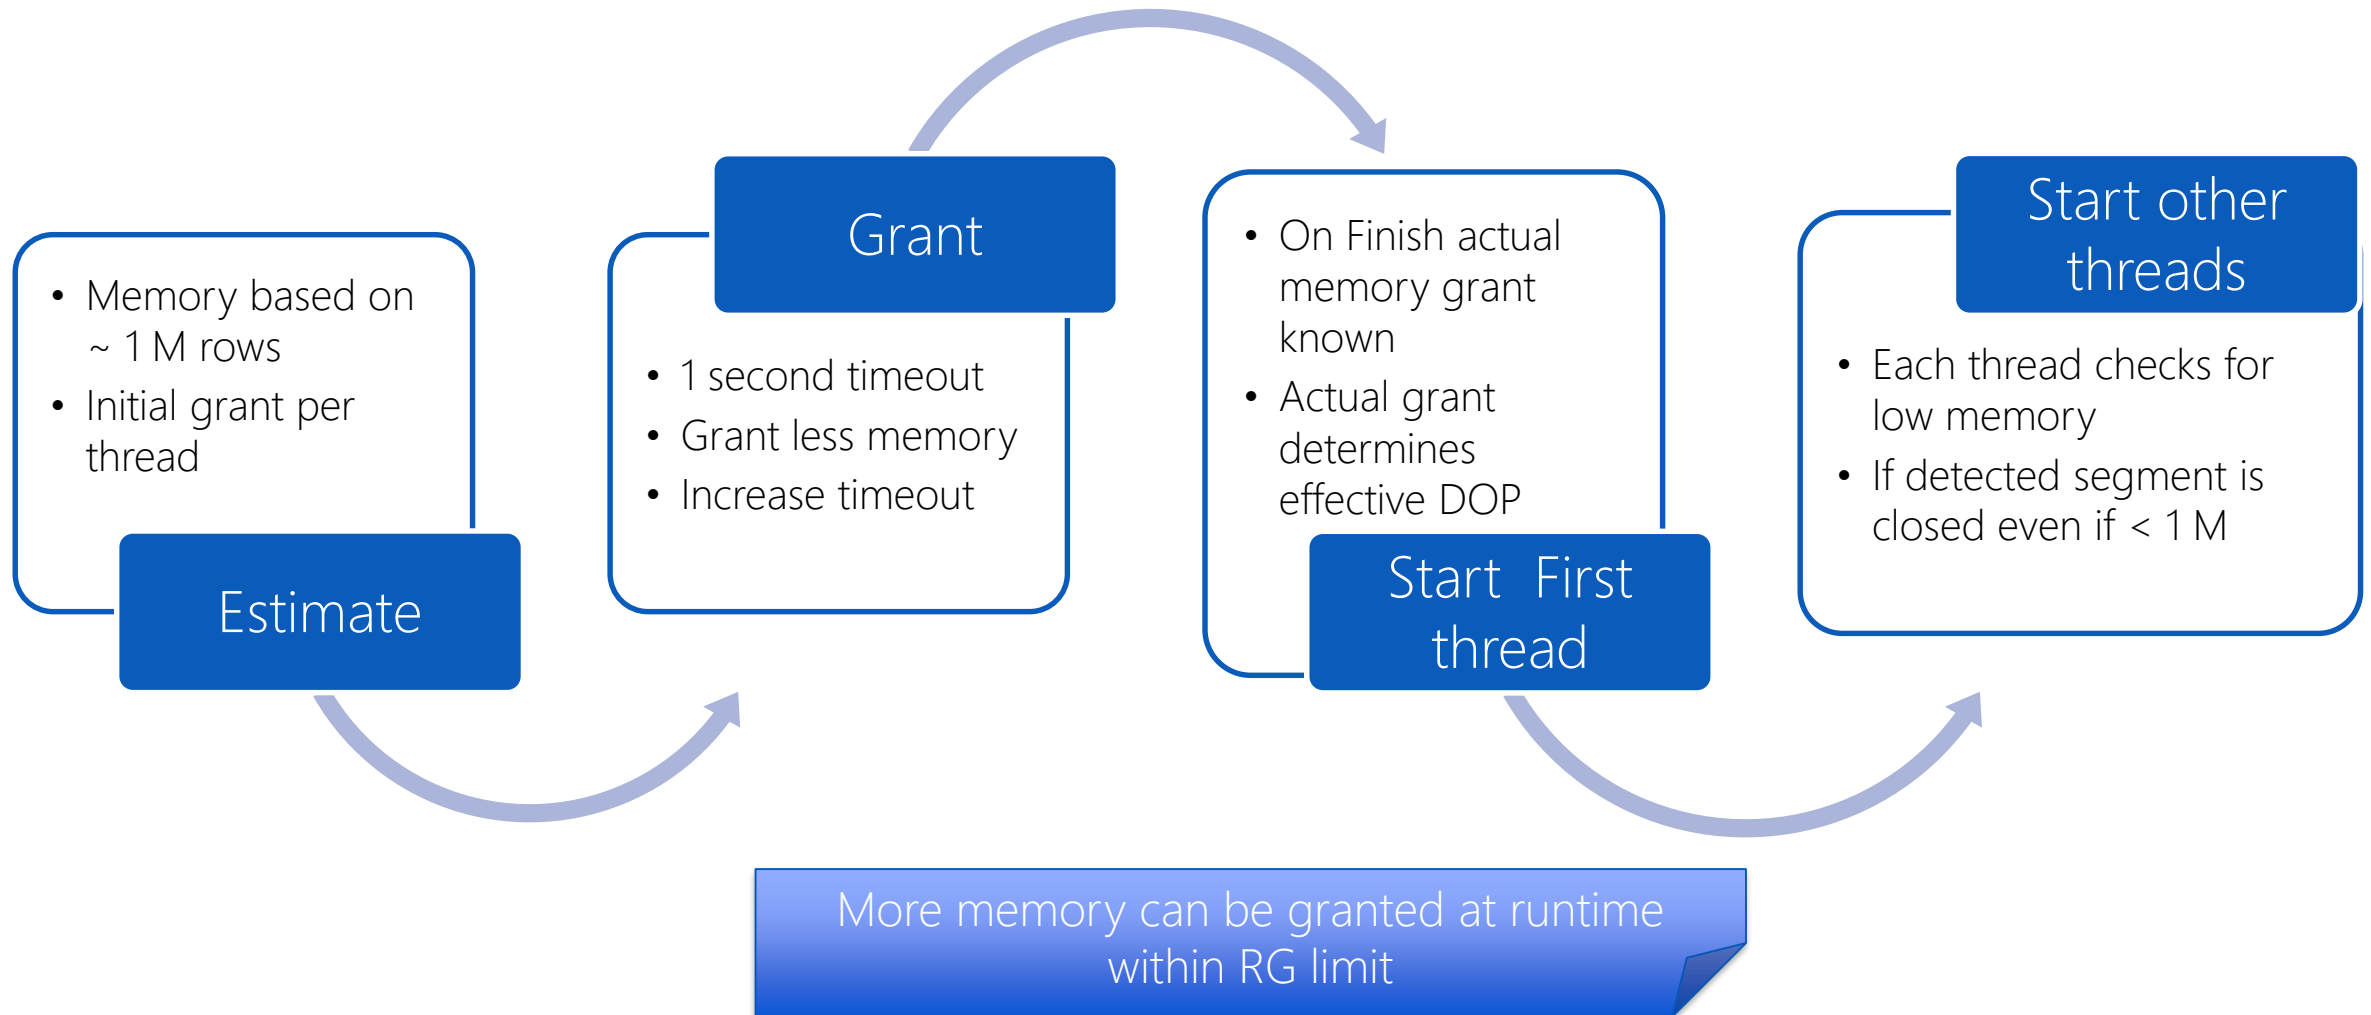 • Memory based on
~ 1 M rows
• Initial grant per
thread
Estimate
Grant
• 1 second timeout
• Grant less memory
• Increase timeout
• On Finish actual
memory grant
known
• Actual grant
determines
effective DOP
Start First
thread
Start other
threads
• Each thread checks for
low memory
• If detected segment is
closed even if < 1 M
More memory can be granted at runtime
within RG limit